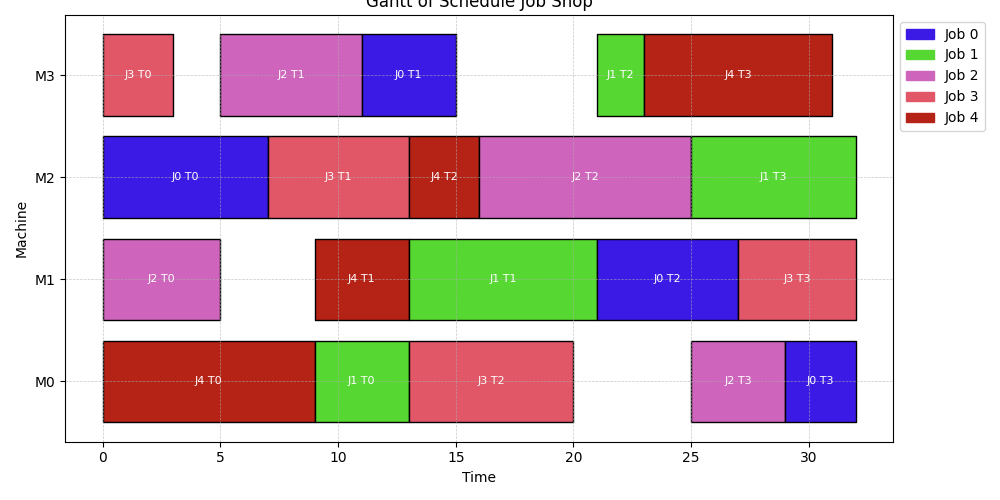 Gantt of Schedule Job Shop
M3
J3 T0
J2 T1
J0 T1
J1 T2
J4 T3
M2
J0 T0
J3 T1
J4 T2
J2 T2
J1 T3
M1
J2 T0
J4 T1
J1 T1
J0 T2
J3 T3
M0
J4 T0
J1 T0
J3 T2
J2 T3
J0 T3
Machine
0 5 10 15 20 25 30
Time
Job 0
Job 1
Job 2
Job 3
Job 4